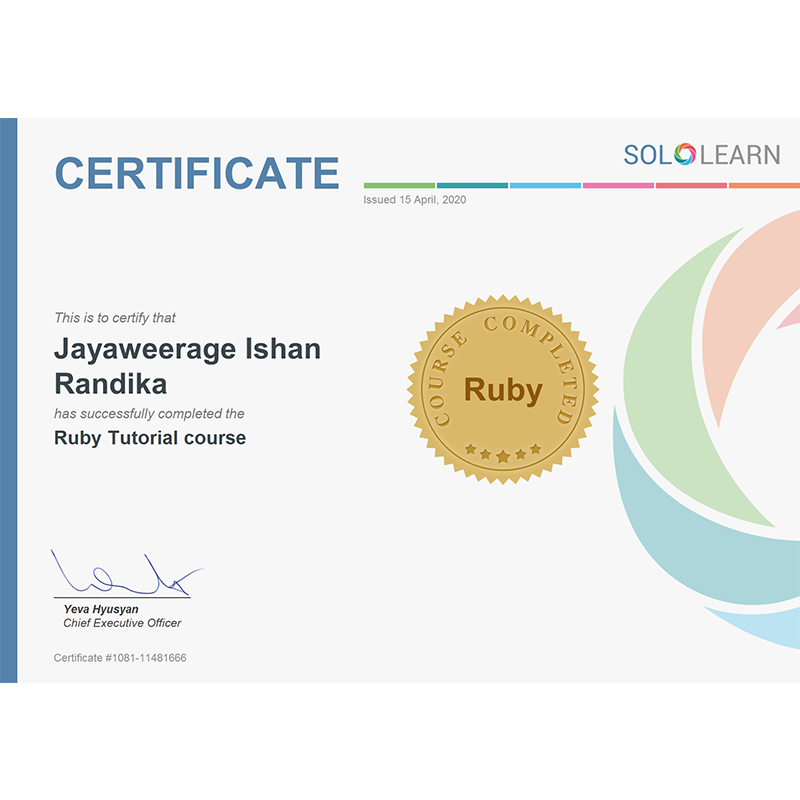 CERTIFICATE
SOLOLEARN
Issued 15 April, 2020
This is to certify that
Jayaweerage Ishan
Randika
has successfully completed the
Ruby Tutorial course
COURSE COMPLETED
Ruby
Yeva Hyusyan
Chief Executive Officer
Certificate #1081-11481666